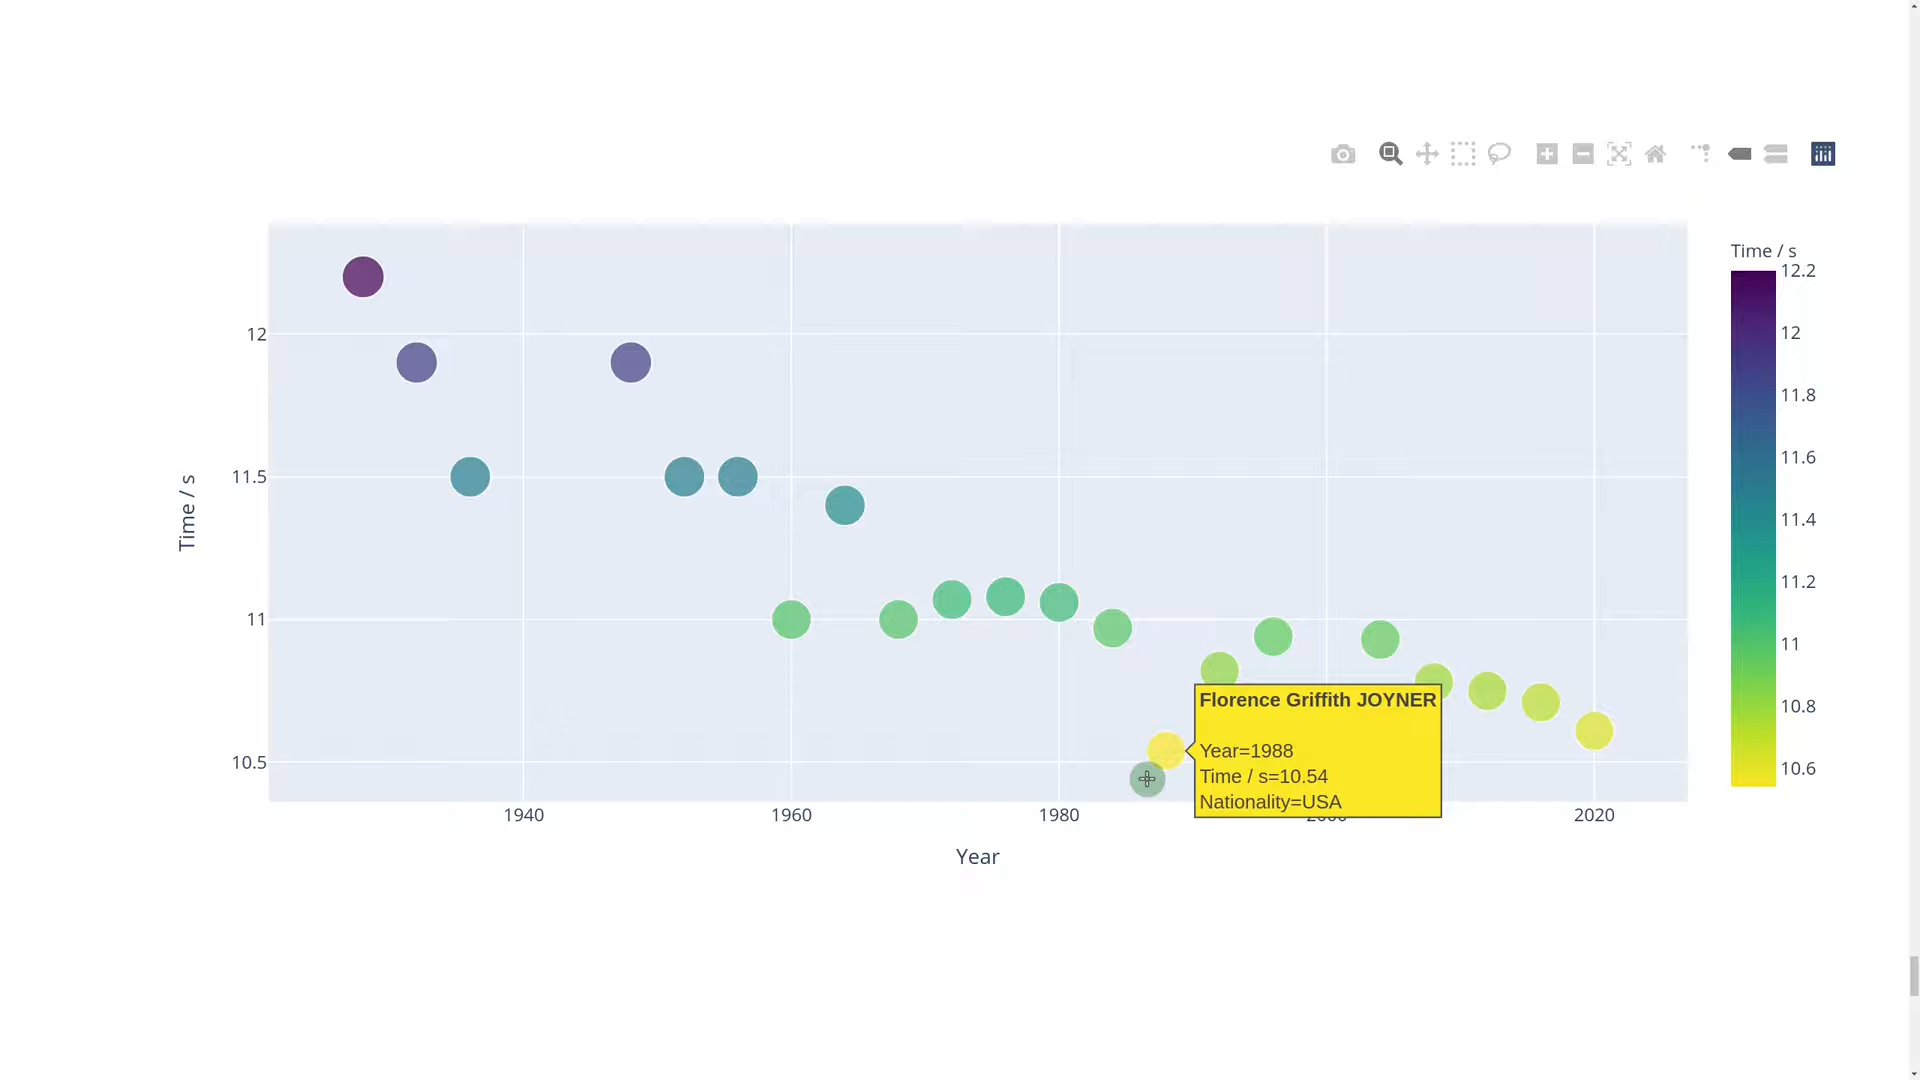 Time / s
12.2
12
11.8
11.6
11.4
11.2
11
10.8
10.6
12
11.5
11
10.5
Time / s
Florence Griffith JOYNER
Year=1988
Time / s=10.54
Nationality=USA
1940
1960
1980
2020
Year